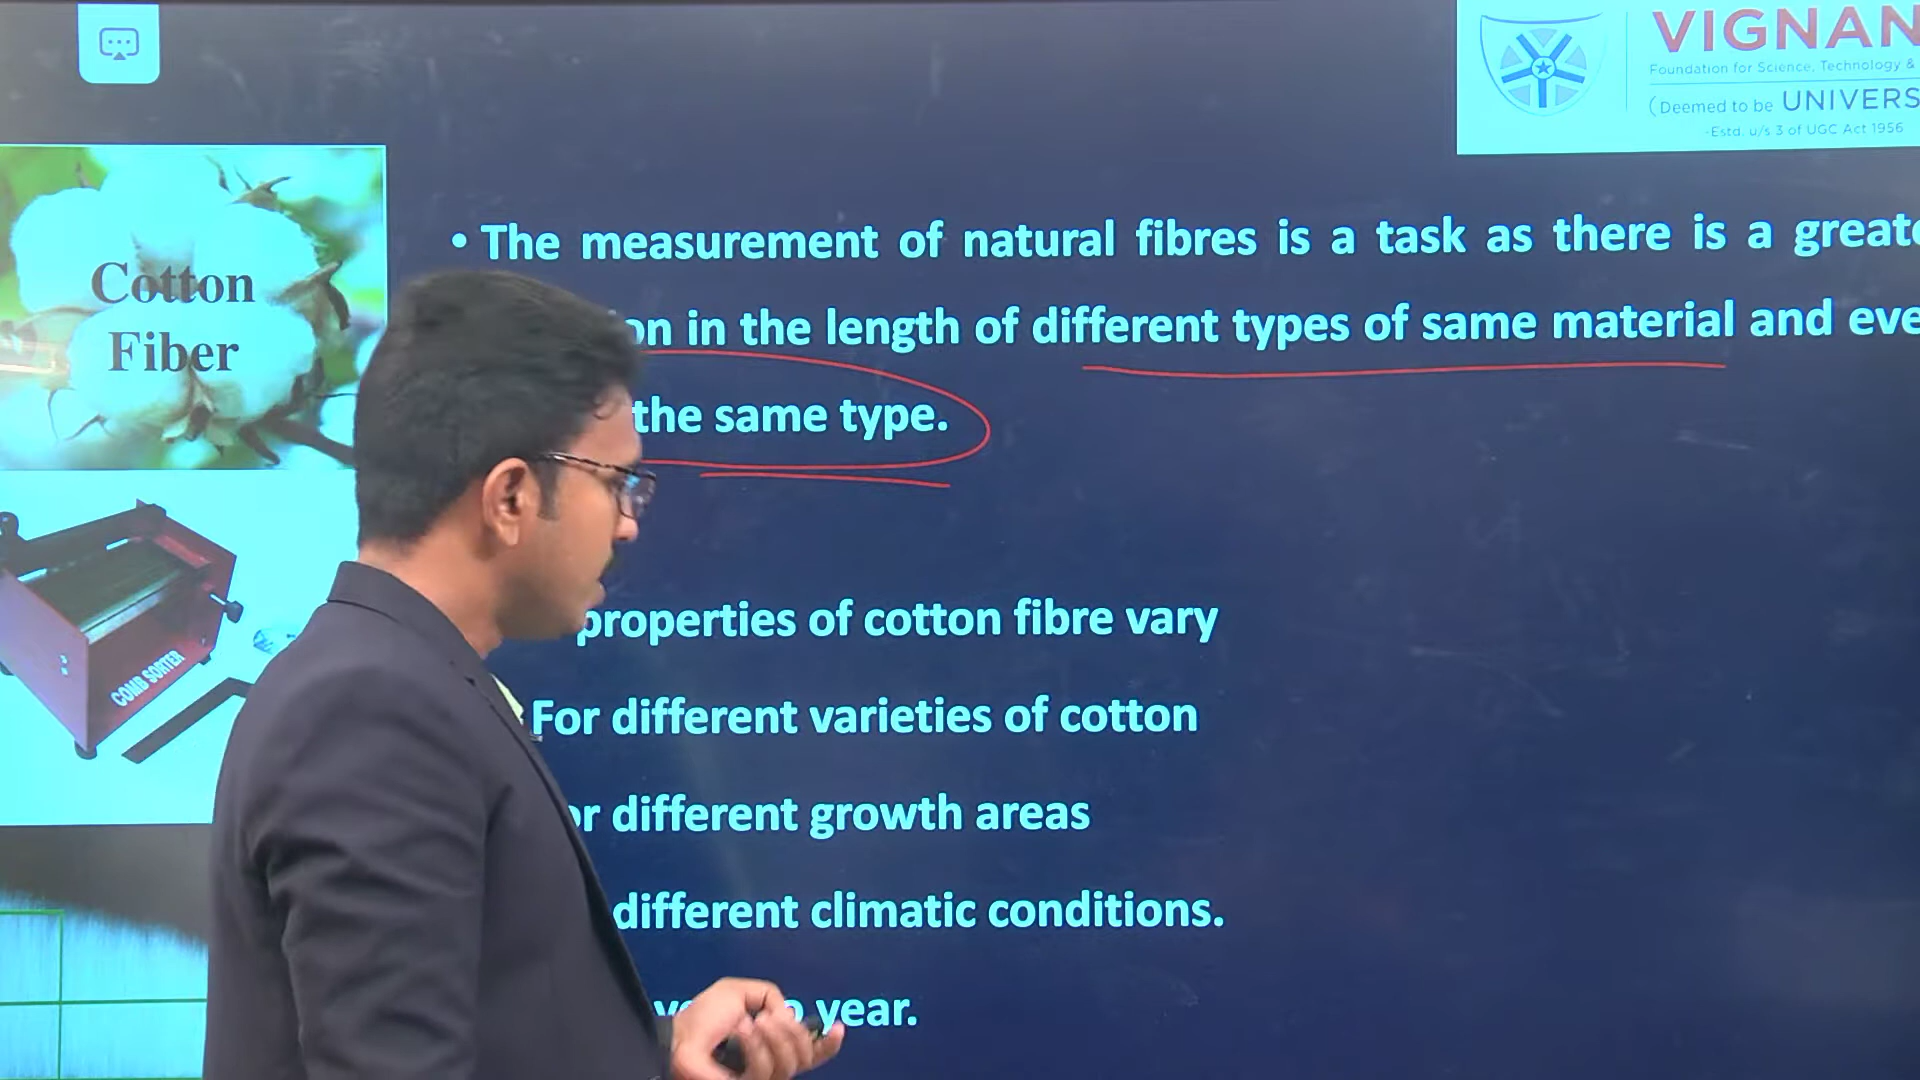 VIGNAN
Foundation for Science, Technology &
(Deemed to be UNIVERS
-Estd. u/s 3 of UGC Act 1956
Cotton
Fiber
• The measurement of natural fibres is a task as there is a greate
on in the length of different types of same material and eve
the same type.
COMB SORTER
properties of cotton fibre vary
For different varieties of cotton
or different growth areas
different climatic conditions.
year.